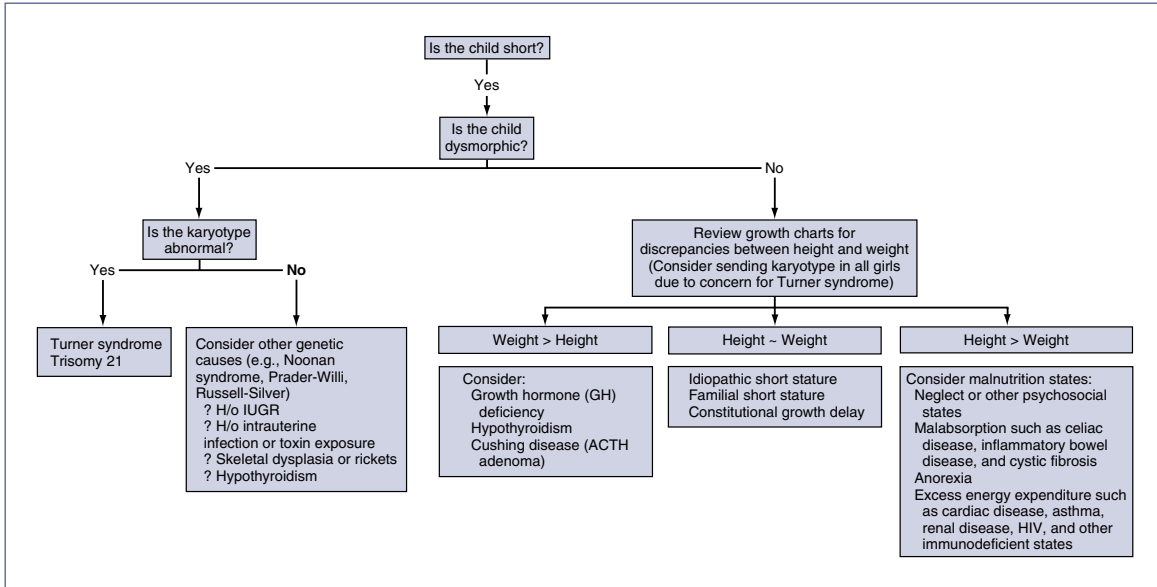 Is the child short?
Yes
Is the child
dysmorphic?
Yes
No
Is the karyotype
abnormal?
Yes
No
Turner syndrome
Trisomy 21
Consider other genetic
causes (e.g., Noonan
syndrome, Prader-Willi,
Russell-Silver)
? H/o IUGR
? H/o intrauterine
infection or toxin exposure
? Skeletal dysplasia or rickets
? Hypothyroidism
Review growth charts for
discrepancies between height and weight
(Consider sending karyotype in all girls
due to concern for Turner syndrome)
Weight > Height
Consider:
Growth hormone (GH)
deficiency
Hypothyroidism
Cushing disease (ACTH
adenoma)
Height ~ Weight
Idiopathic short stature
Familial short stature
Constitutional growth delay
Height > Weight
Consider malnutrition states:
Neglect or other psychosocial
states
Malabsorption such as celiac
disease, inflammatory bowel
disease, and cystic fibrosis
Anorexia
Excess energy expenditure such
as cardiac disease, asthma,
renal disease, HIV, and other
immunodeficient states